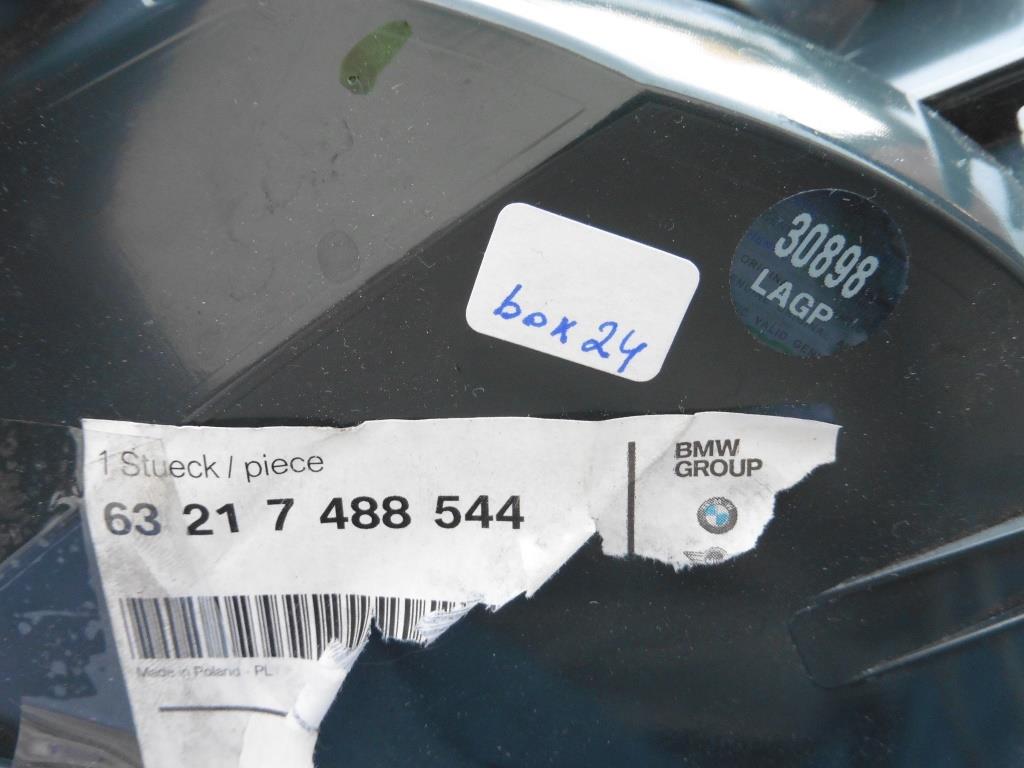 30898
LAGP
box 24
1 Stueck / piece
BMW
GROUP
63 21 7 488 544
Made in Poland - PL